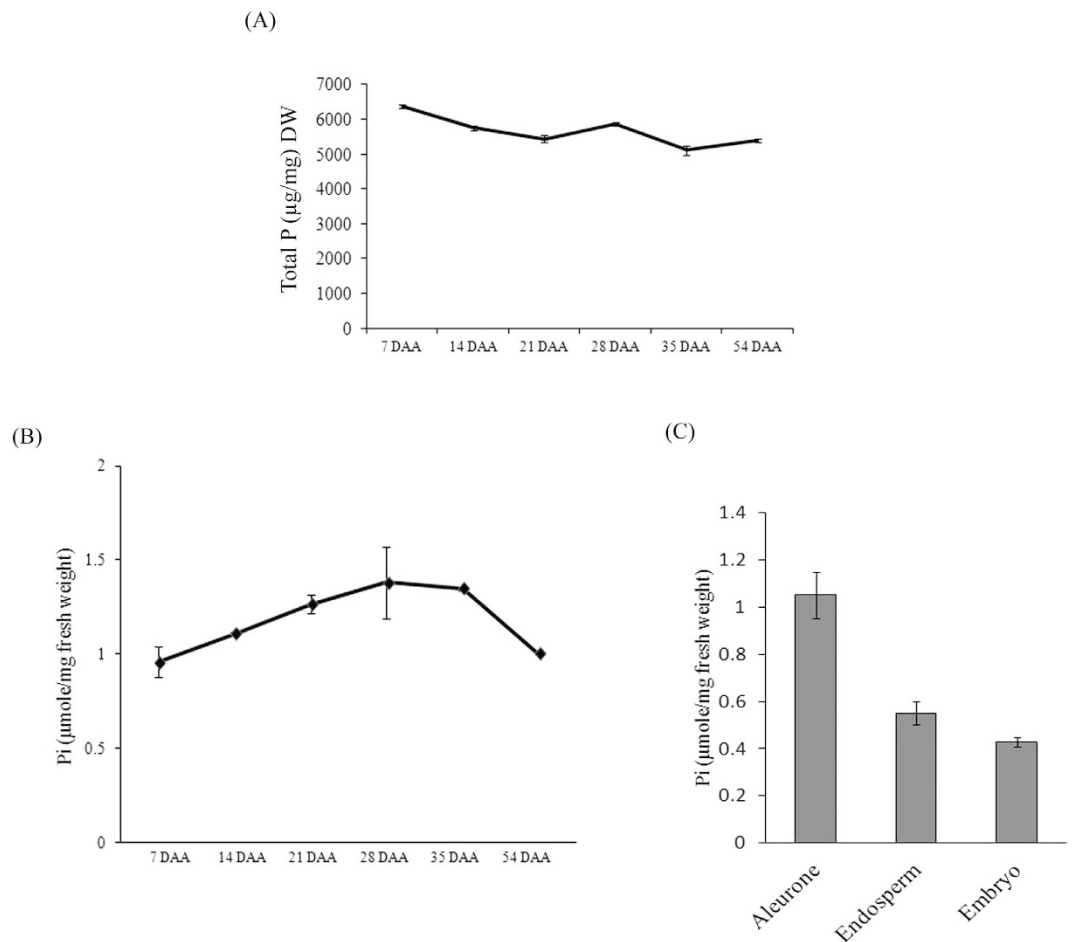 (A)
Total P (µg/mg) DW
7000
6000
5000
4000
3000
2000
1000
0
7 DAA 14 DAA 21 DAA 28 DAA 35 DAA 54 DAA
(B)
Pi (µmole/mg fresh weight)
2
1.5
1
0.5
0
7 DAA 14 DAA 21 DAA 28 DAA 35 DAA 54 DAA
(C)
Pi (µmole/mg fresh weight)
1.4
1.2
1
0.8
0.6
0.4
0.2
0
Aleurone
Endosperm
Embryo